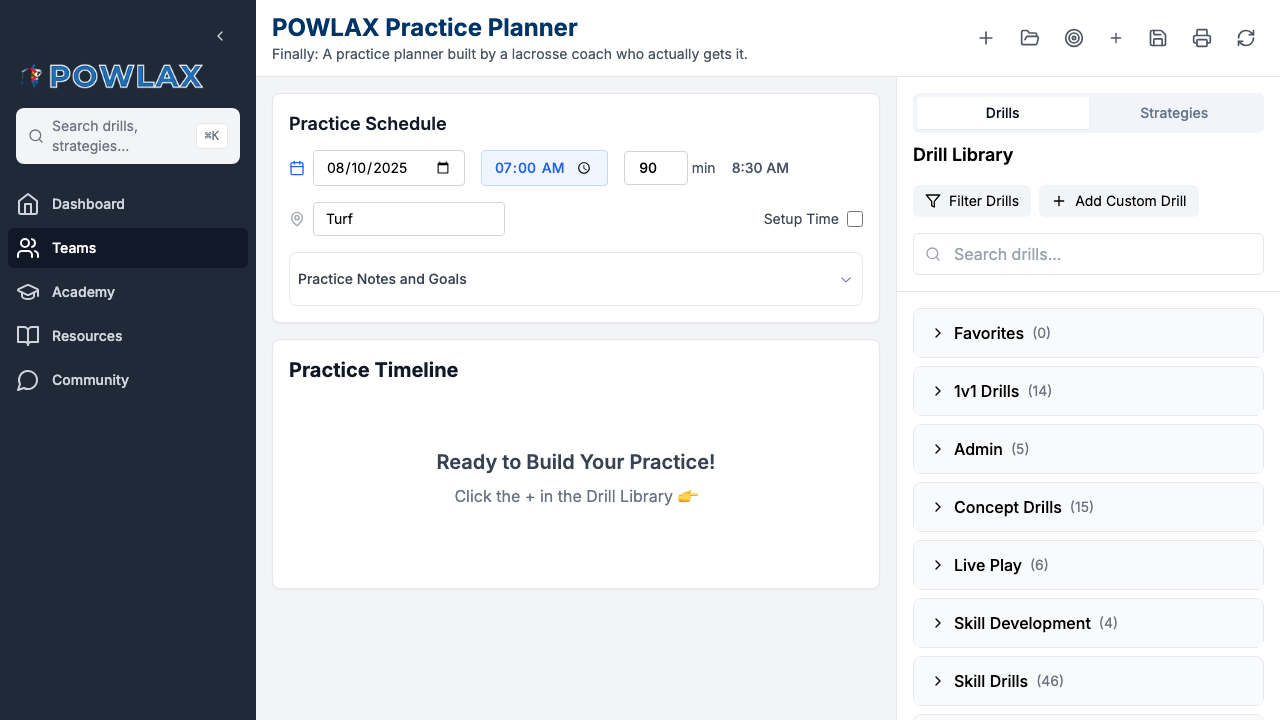 POWLAX
Search drills,
strategies...
⌘K
Dashboard
Teams
Academy
Resources
Community
POWLAX Practice Planner
Finally: A practice planner built by a lacrosse coach who actually gets it.
Practice Schedule
08/10/2025
07:00 AM
90 min
8:30 AM
Turf
Setup Time
Practice Notes and Goals
Practice Timeline
Ready to Build Your Practice!
Click the + in the Drill Library 👉
Drills
Strategies
Drill Library
Filter Drills
Add Custom Drill
Search drills...
Favorites (0)
1v1 Drills (14)
Admin (5)
Concept Drills (15)
Live Play (6)
Skill Development (4)
Skill Drills (46)